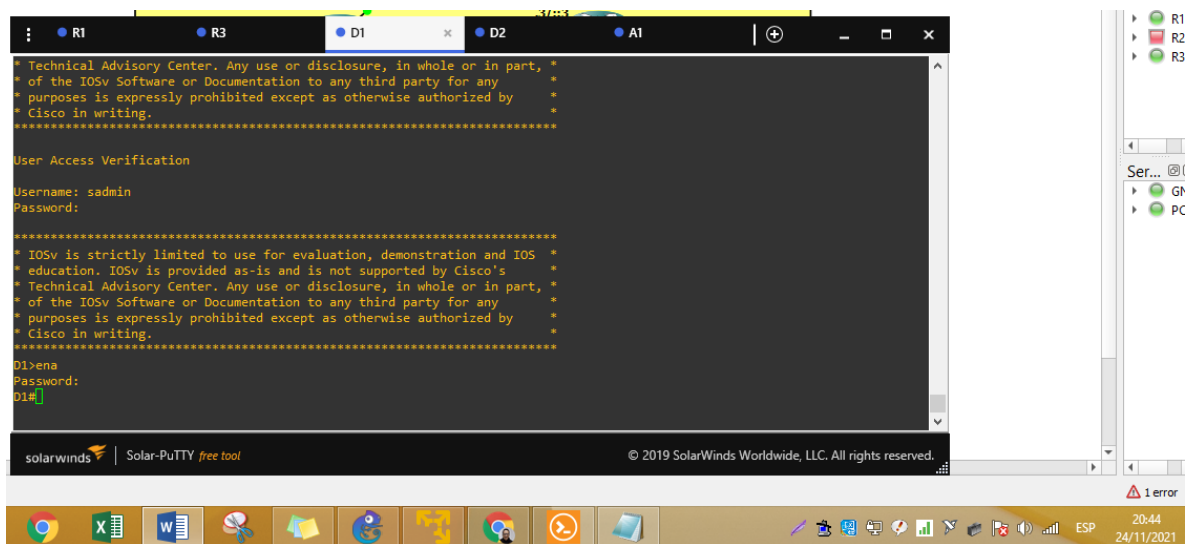 3/::3
R1
R3
D1
×
D2
A1
* Technical Advisory Center. Any use or disclosure, in whole or in part, *
* of the IOSv Software or Documentation to any third party for any *
* purposes is expressly prohibited except as otherwise authorized by *
* Cisco in writing. *
**************************************************************************
User Access Verification
Username: sadmin
Password:
**************************************************************************
* IOSv is strictly limited to use for evaluation, demonstration and IOS *
* education. IOSv is provided as-is and is not supported by Cisco's *
* Technical Advisory Center. Any use or disclosure, in whole or in part, *
* of the IOSv Software or Documentation to any third party for any *
* purposes is expressly prohibited except as otherwise authorized by *
* Cisco in writing. *
**************************************************************************
D1>ena
Password:
D1#
solarwinds | Solar-PuTTY free tool
© 2019 SolarWinds Worldwide, LLC. All rights reserved.
R1
R2
R3
Ser...
GN
PC
1 error
ESP
20:44
24/11/2021